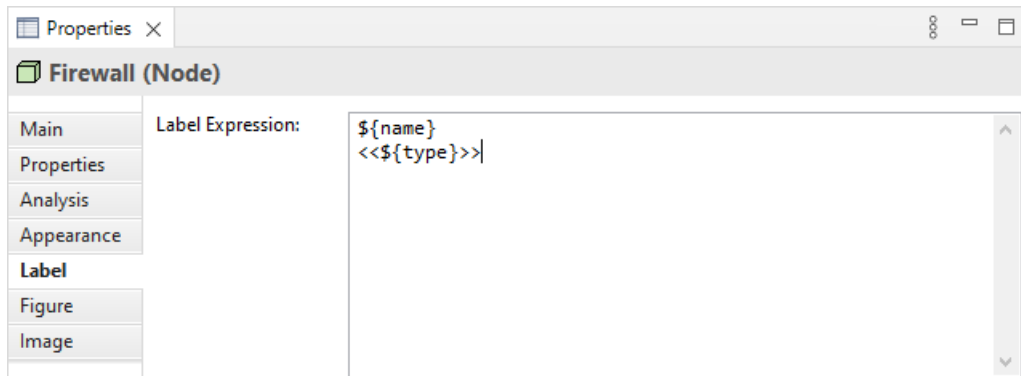 Properties
Firewall (Node)
Main
Properties
Analysis
Appearance
Label
Figure
Image
Label Expression:
${name}
<<${type}>>